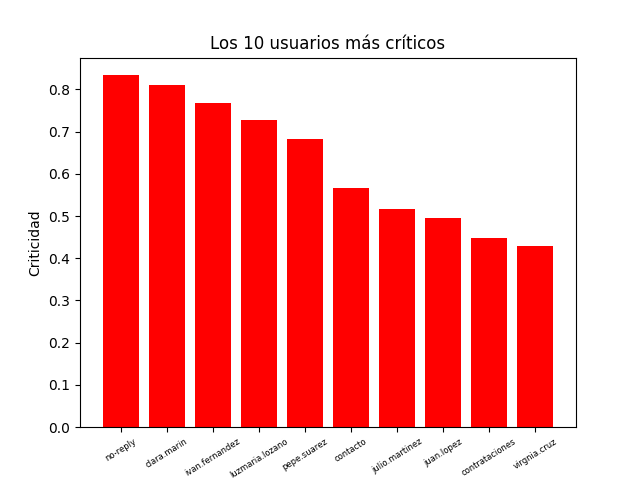 Los 10 usuarios más críticos
Criticidad
0.8
0.7
0.6
0.5
0.4
0.3
0.2
0.1
0.0
no-reply
clara.marin
ivan.fernandez
luzmaria.lozano
pepe.suarez
contacto
julio.martinez
juan.lopez
contrataciones
virgnia.cruz